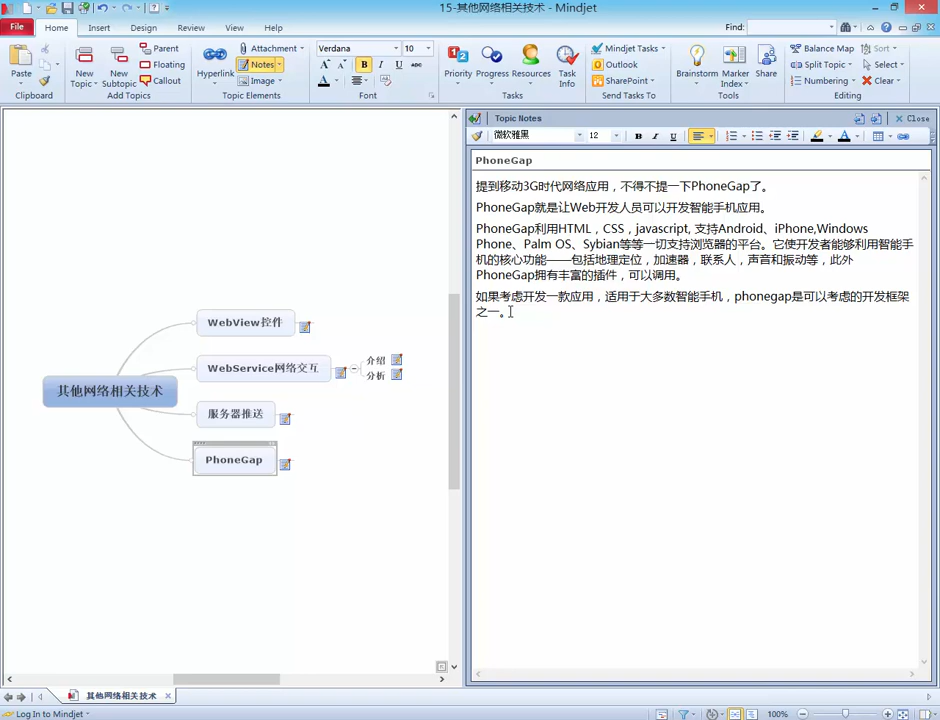 15-其他网络相关技术 - Mindjet
File Home Insert Design Review View Help Find:
Parent Attachment Verdana 10 Mindjet Tasks Balance Map Sort
Floating Notes B I U Outlook Split Topic Select
Paste New Topic New Subtopic Callout Hyperlink Image Priority Progress Resources Task Info SharePoint Brainstorm Marker Index Share Numbering Clear
Clipboard Add Topics Topic Elements Font Tasks Send Tasks To Tools Editing
Topic Notes Close
微软雅黑 12 B I U
PhoneGap
提到移动3G时代网络应用，不得不提一下PhoneGap了。
PhoneGap就是让Web开发人员可以开发智能手机应用。
PhoneGap利用HTML，CSS，javascript, 支持Android、iPhone,Windows
Phone、Palm OS、Sybian等等一切支持浏览器的平台。它使开发者能够利用智能手
机的核心功能——包括地理定位，加速器，联系人，声音和振动等，此外
PhoneGap拥有丰富的插件，可以调用。
如果考虑开发一款应用，适用于大多数智能手机，phonegap是可以考虑的开发框架
之一。
WebView控件
WebService网络交互
介绍
分析
其他网络相关技术
服务器推送
PhoneGap
其他网络相关技术
Log In to Mindjet 100%